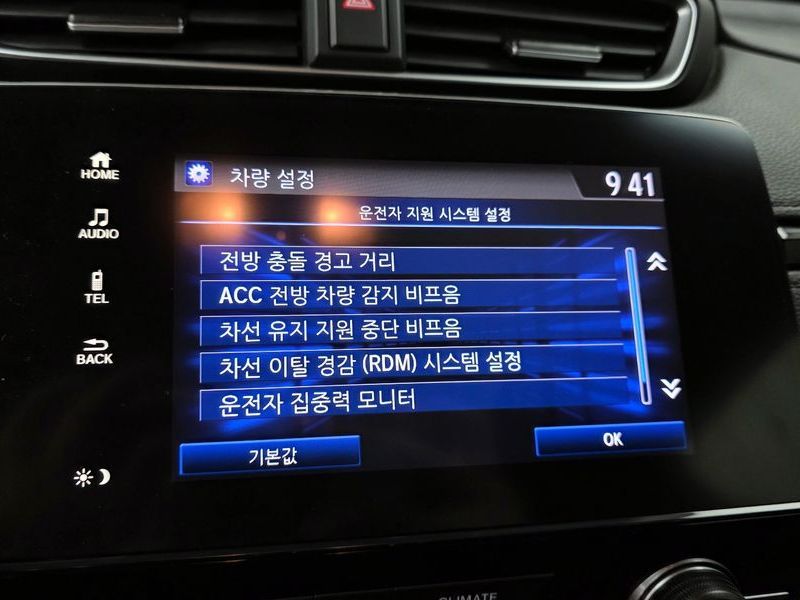 차량 설정
9 41
HOME
운전자 지원 시스템 설정
AUDIO
전방 충돌 경고 거리
ACC 전방 차량 감지 비프음
TEL
차선 유지 지원 중단 비프음
BACK
차선 이탈 경감 (RDM) 시스템 설정
운전자 집중력 모니터
기본값
OK
CLIMATE